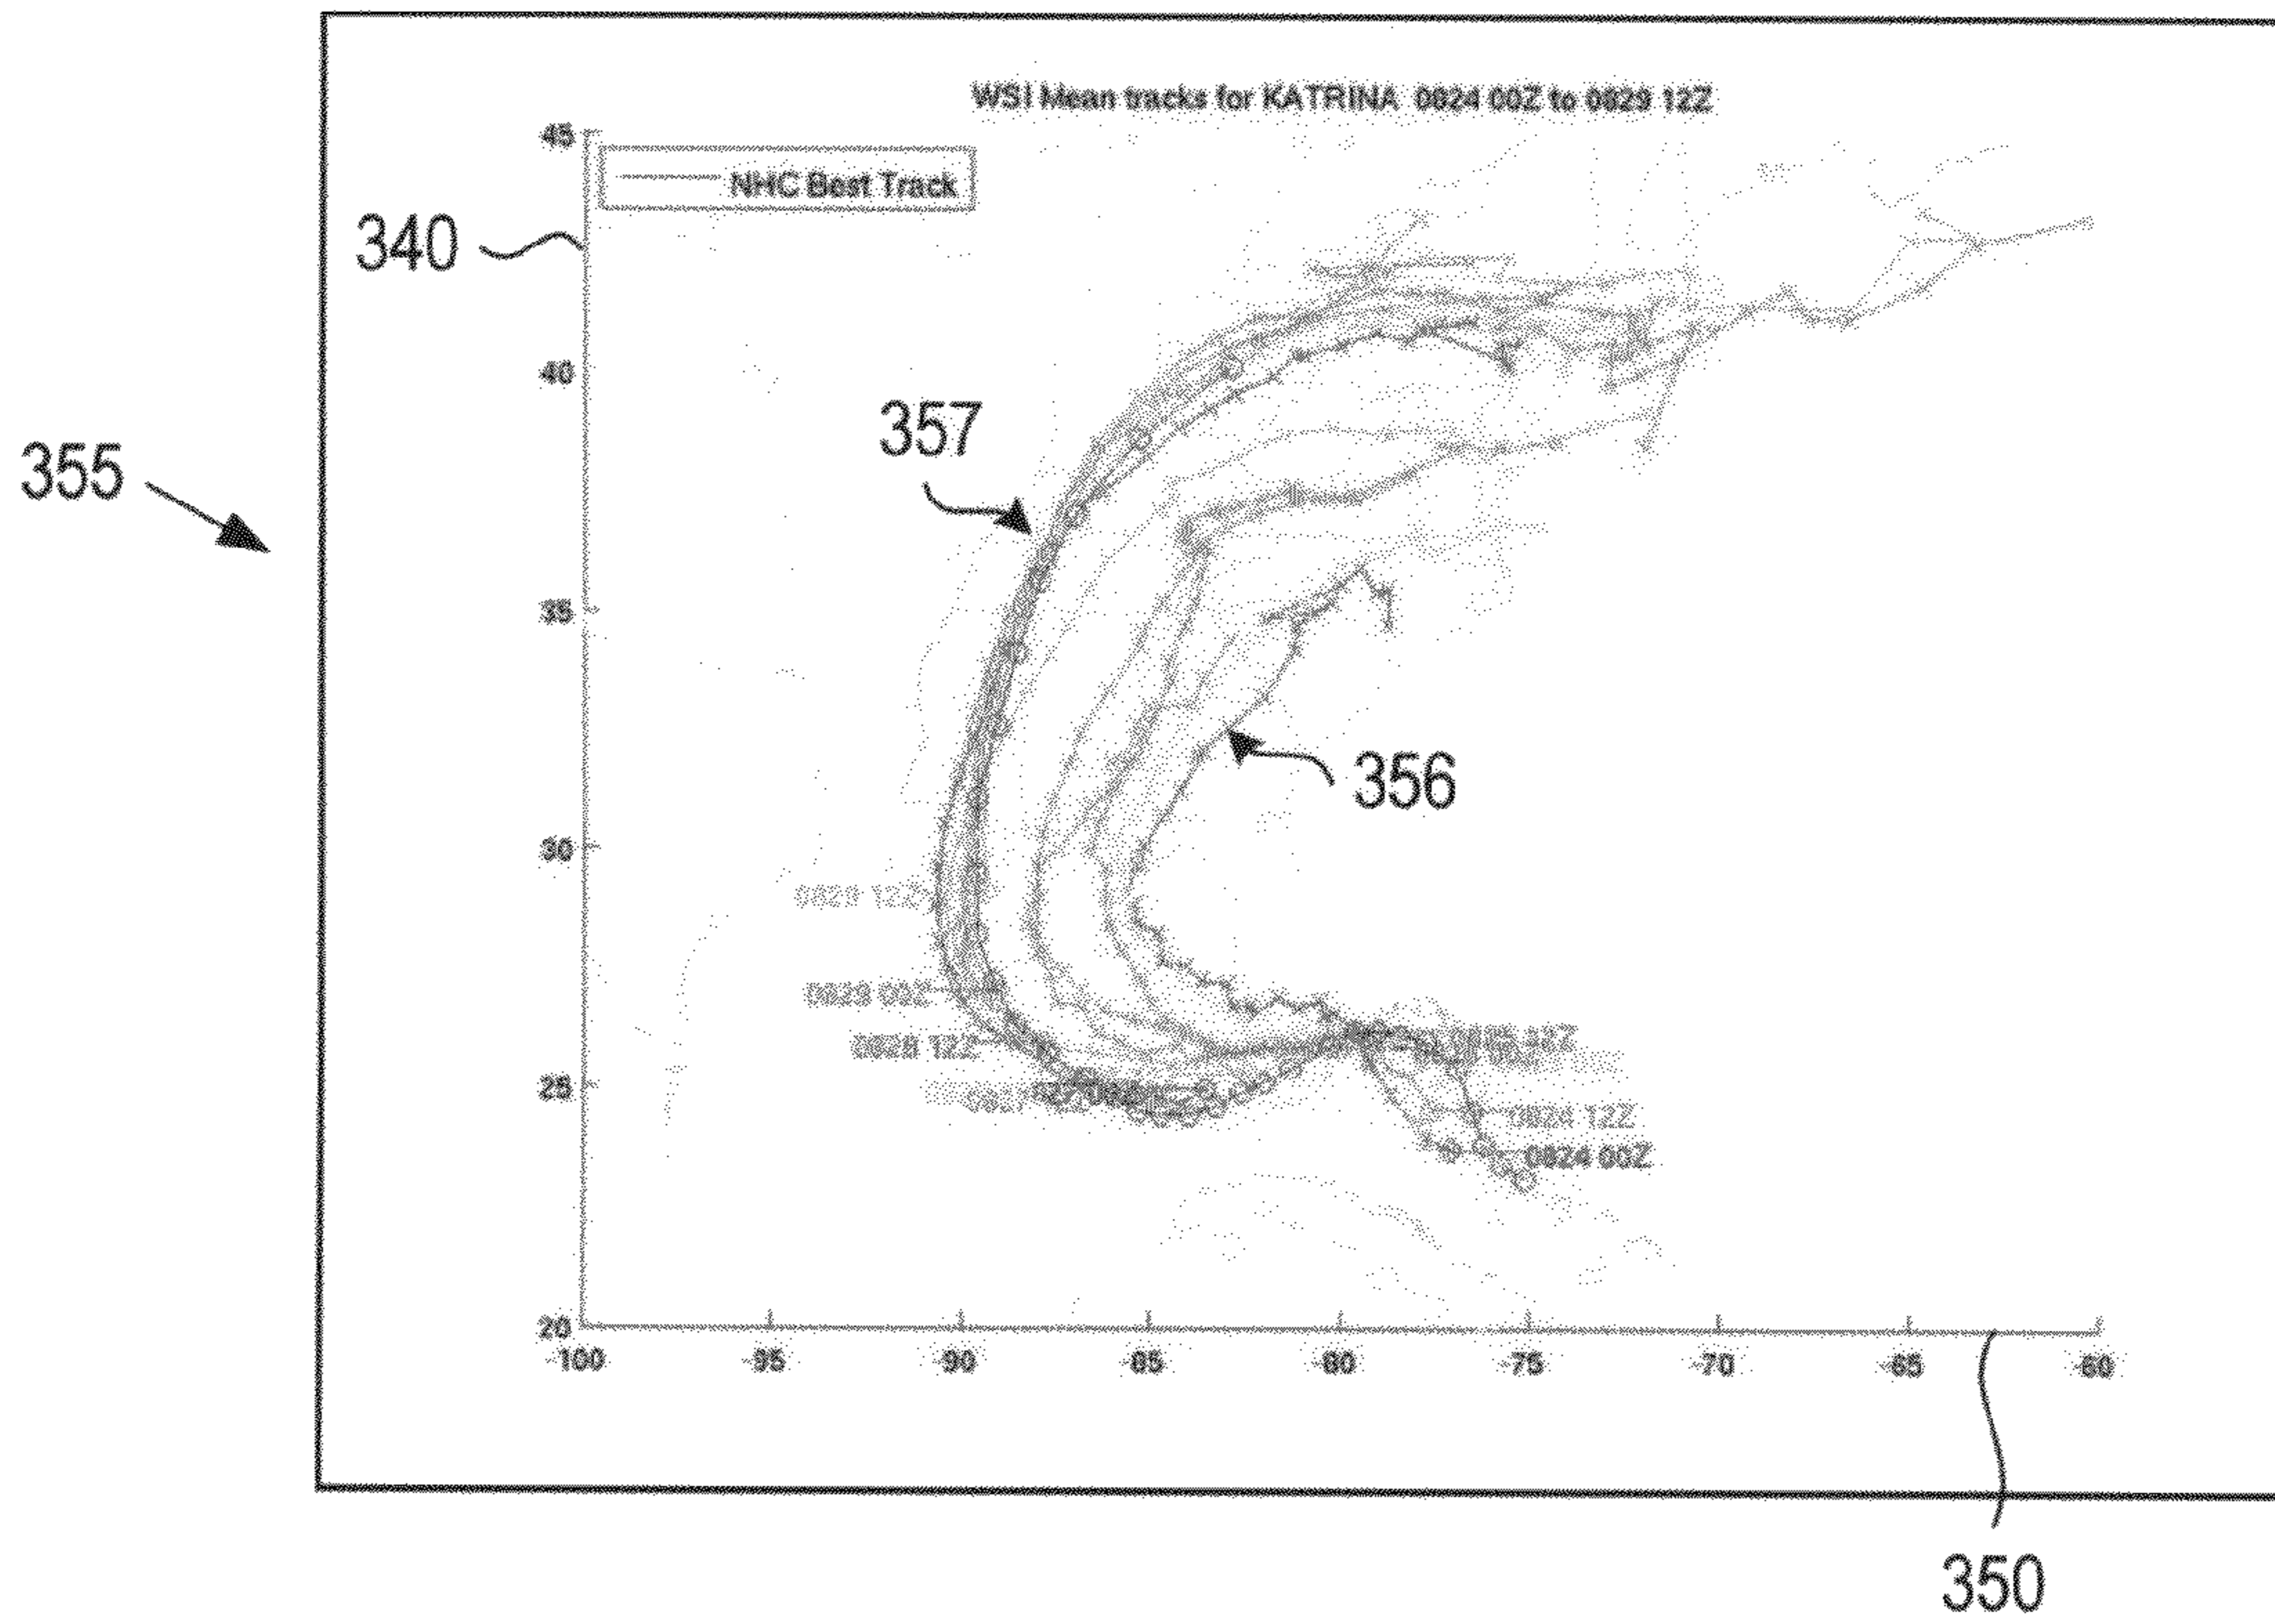 WSI Mean tracks for KATRINA 0824 00Z to 0829 12Z
45
NHC Best Track
340
40
357
355
35
356
30
0829 12Z
0829 00Z
0828 12Z
25
0824 12Z
0824 00Z
20
-100
-95
-90
-85
-80
-75
-70
-65
-60
350